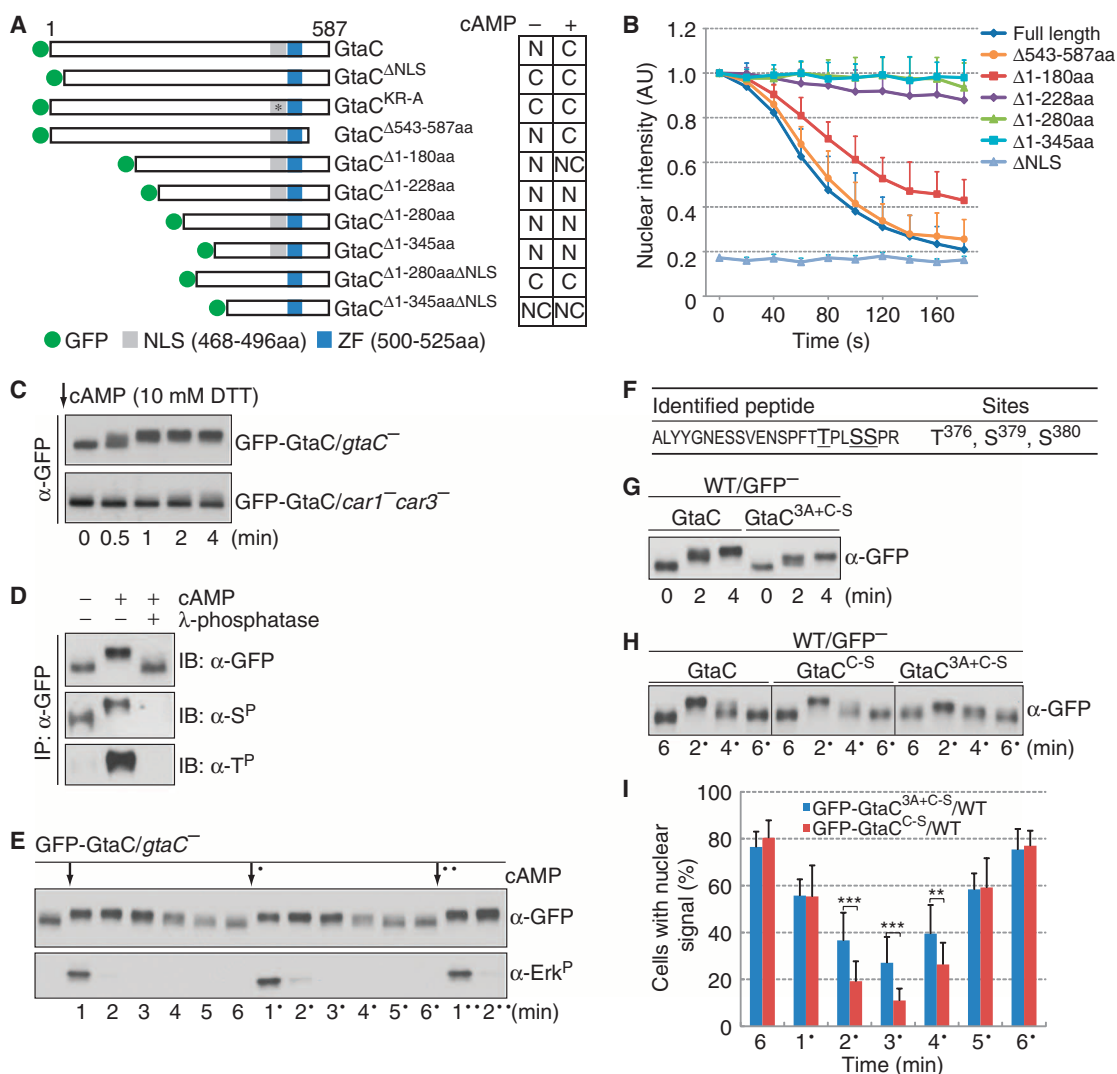 A
1
587
cAMP – +
GtaC N C
GtaC^ΔNLS C C
* GtaC^KR-A C C
GtaC^Δ543-587aa N C
GtaC^Δ1-180aa N NC
GtaC^Δ1-228aa N N
GtaC^Δ1-280aa N N
GtaC^Δ1-345aa N N
GtaC^Δ1-280aaΔNLS C C
GtaC^Δ1-345aaΔNLS NC NC
GFP NLS (468-496aa) ZF (500-525aa)
B
Nuclear intensity (AU)
1.2
1.0
0.8
0.6
0.4
0.2
0
0 40 80 120 160
Time (s)
Full length
Δ543-587aa
Δ1-180aa
Δ1-228aa
Δ1-280aa
Δ1-345aa
ΔNLS
C
cAMP (10 mM DTT)
α-GFP
GFP-GtaC/gtaC–
GFP-GtaC/car1–car3–
0 0.5 1 2 4 (min)
D
– + + cAMP
– – + λ-phosphatase
IP: α-GFP
IB: α-GFP
IB: α-S^P
IB: α-T^P
E
GFP-GtaC/gtaC–
• •• cAMP
α-GFP
α-Erk^P
1 2 3 4 5 6 1• 2• 3• 4• 5• 6• 1•• 2•• (min)
F
Identified peptide Sites
ALYYGNESSVENSPFTTPLSSPR T^376, S^379, S^380
G
WT/GFP–
GtaC GtaC^3A+C-S
α-GFP
0 2 4 0 2 4 (min)
H
WT/GFP–
GtaC GtaC^C-S GtaC^3A+C-S
α-GFP
6 2• 4• 6• 6 2• 4• 6• 6 2• 4• 6• (min)
I
Cells with nuclear signal (%)
100
80
60
40
20
0
GFP-GtaC^3A+C-S/WT
GFP-GtaC^C-S/WT
*** *** **
6 1• 2• 3• 4• 5• 6•
Time (min)